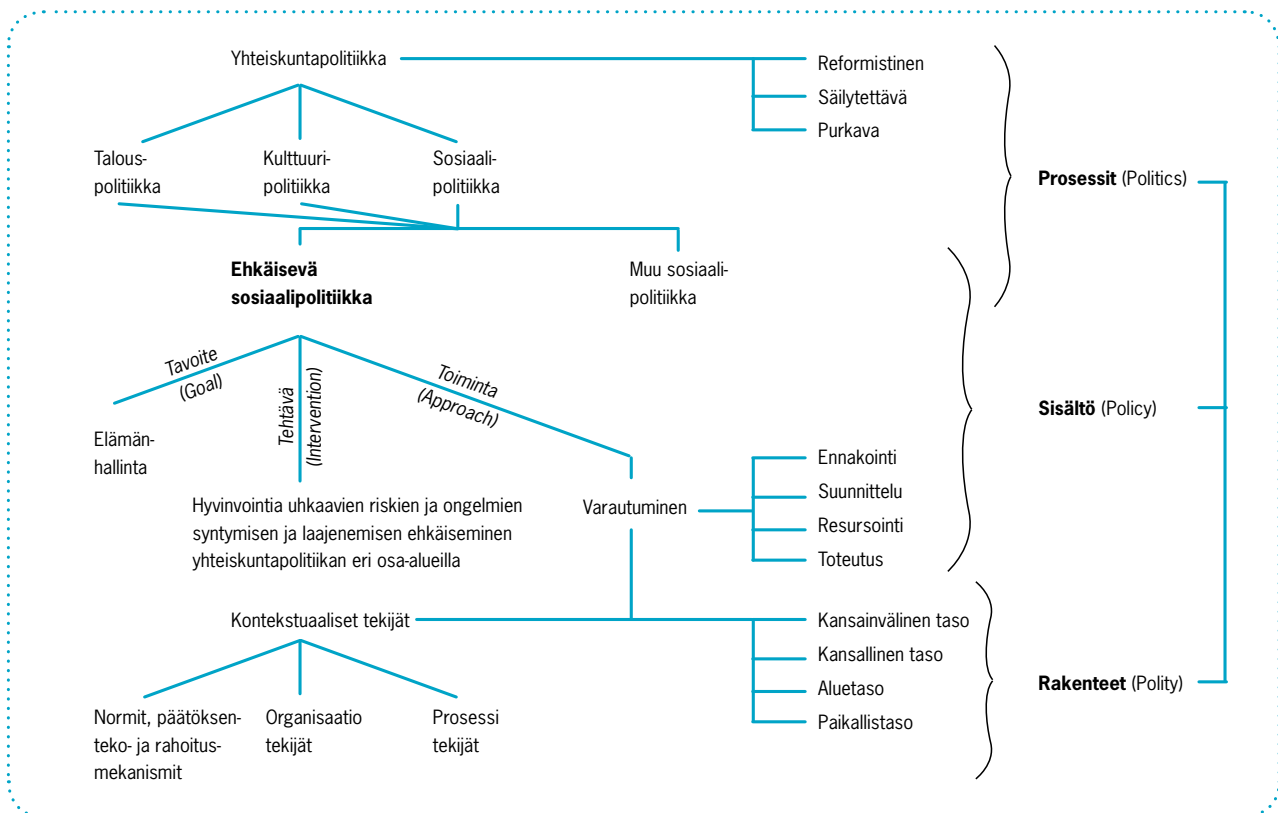 Yhteiskuntapolitiikka
Reformistinen
Säilytettävä
Purkava
Talous-
politiikka
Kulttuuri-
politiikka
Sosiaali-
politiikka
Prosessit (Politics)
Ehkäisevä
sosiaalipolitiikka
Muu sosiaali-
politiikka
Tavoite
(Goal)
Tehtävä
(Intervention)
Toiminta
(Approach)
Sisältö (Policy)
Elämän-
hallinta
Hyvinvointia uhkaavien riskien ja ongelmien
syntymisen ja laajenemisen ehkäiseminen
yhteiskuntapolitiikan eri osa-alueilla
Varautuminen
Ennakointi
Suunnittelu
Resursointi
Toteutus
Kontekstuaaliset tekijät
Kansainvälinen taso
Kansallinen taso
Aluetaso
Paikallistaso
Rakenteet (Polity)
Normit, päätöksen-
teko- ja rahoitus-
mekanismit
Organisaatio
tekijät
Prosessi
tekijät